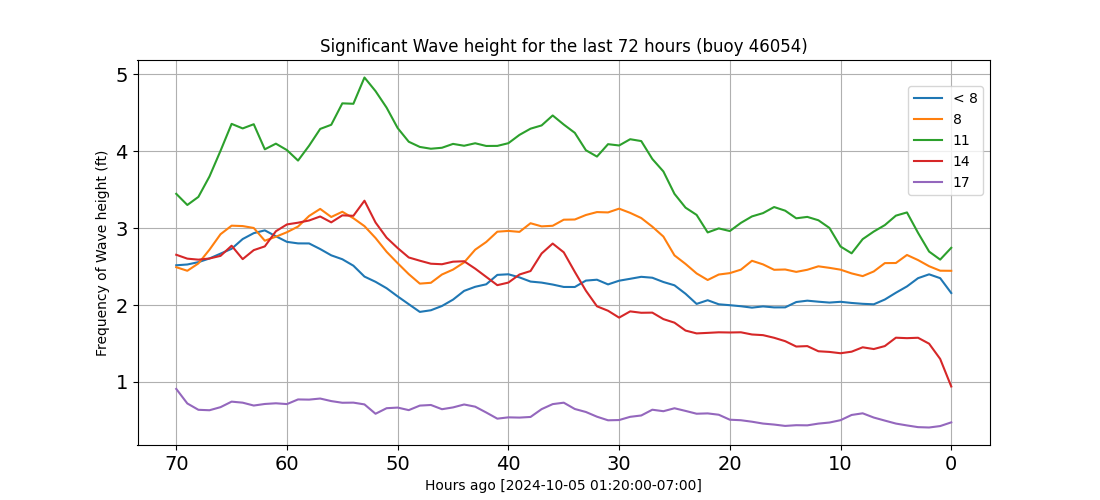 Significant Wave height for the last 72 hours (buoy 46054)
Frequency of Wave height (ft)
5
4
3
2
1
< 8
8
11
14
17
70 60 50 40 30 20 10 0
Hours ago [2024-10-05 01:20:00-07:00]